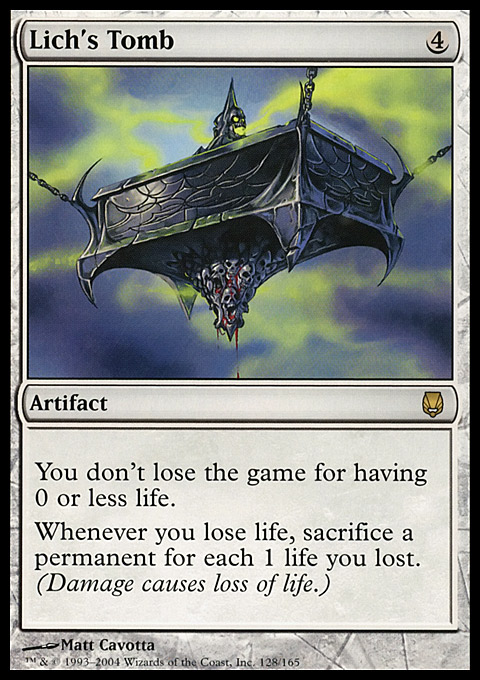 Lich's Tomb 4
Artifact
You don't lose the game for having
0 or less life.
Whenever you lose life, sacrifice a
permanent for each 1 life you lost.
(Damage causes loss of life.)
Matt Cavotta
™ & © 1993–2004 Wizards of the Coast, Inc. 128/165